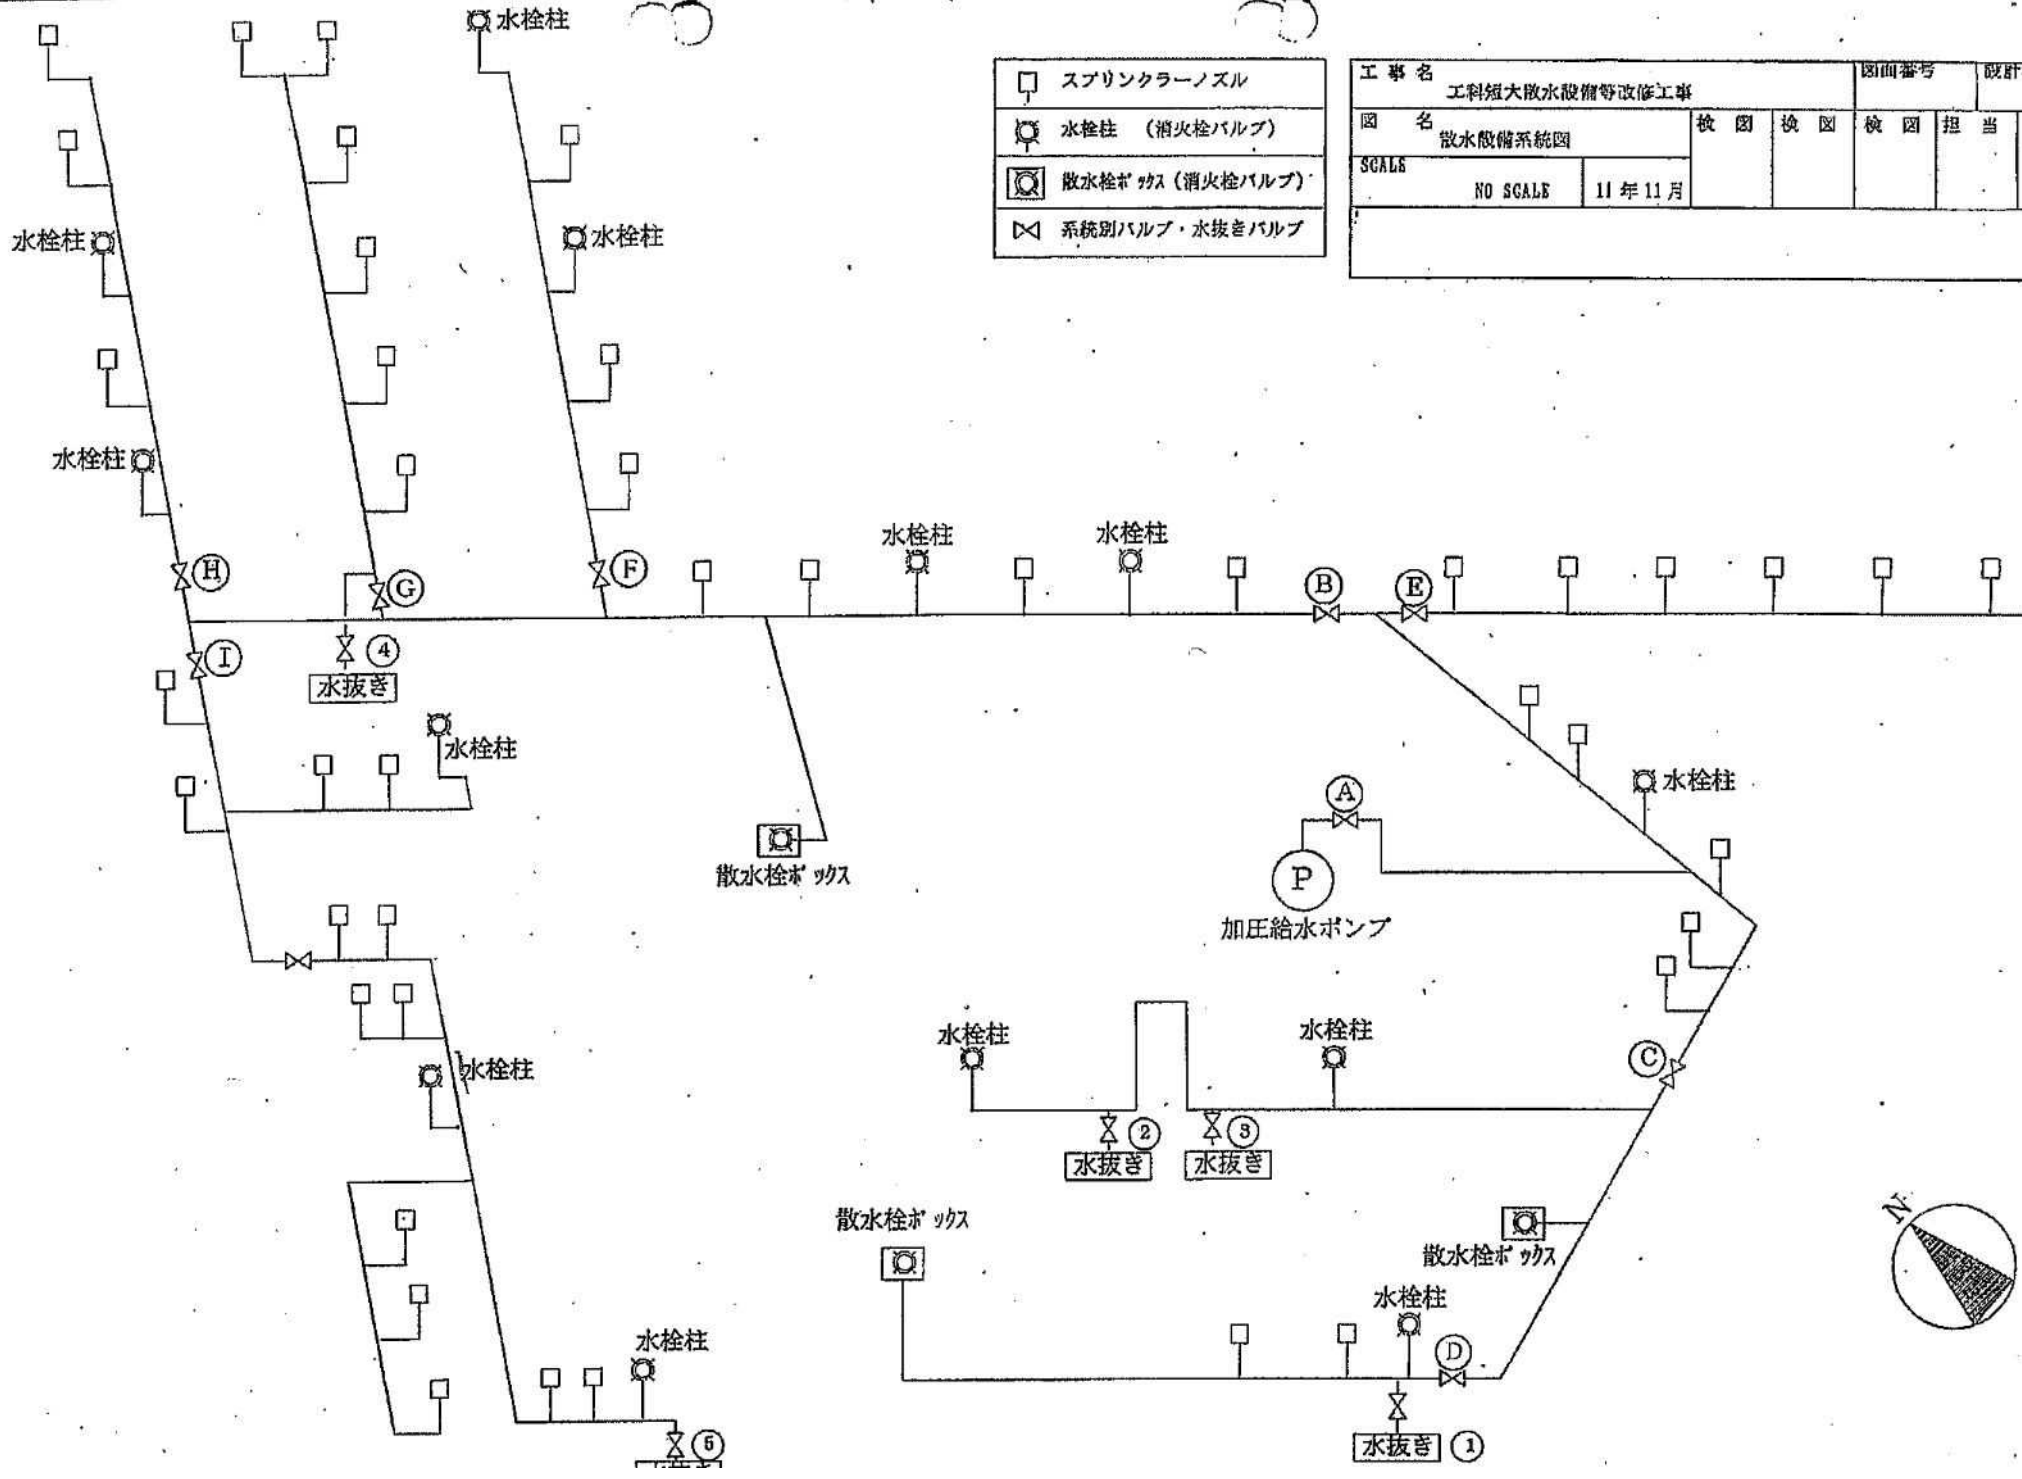 水栓柱
スプリンクラーノズル
水栓柱 (消火栓バルブ)
散水栓ボックス (消火栓バルブ)
系統別バルブ・水抜きバルブ
工事名
工科短大散水設備等改修工事
図面番号
設計
図 名
散水設備系統図
検 図
検 図
検 図
担 当
SCALE
NO SCALE
11年11月
水栓柱
水栓柱
水栓柱
水栓柱
水栓柱
H
G
F
B
E
I
4
水抜き
水栓柱
A
水栓柱
P
加圧給水ポンプ
散水栓ボックス
水栓柱
水栓柱
水栓柱
C
2
3
水抜き
水抜き
散水栓ボックス
散水栓ボックス
N
水栓柱
水栓柱
D
5
水抜き
1